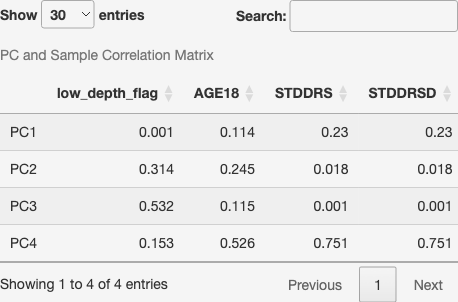 Show 30 entries Search:
PC and Sample Correlation Matrix
low_depth_flag AGE18 STDDRS STDDRSD
PC1 0.001 0.114 0.23 0.23
PC2 0.314 0.245 0.018 0.018
PC3 0.532 0.115 0.001 0.001
PC4 0.153 0.526 0.751 0.751
Showing 1 to 4 of 4 entries Previous 1 Next